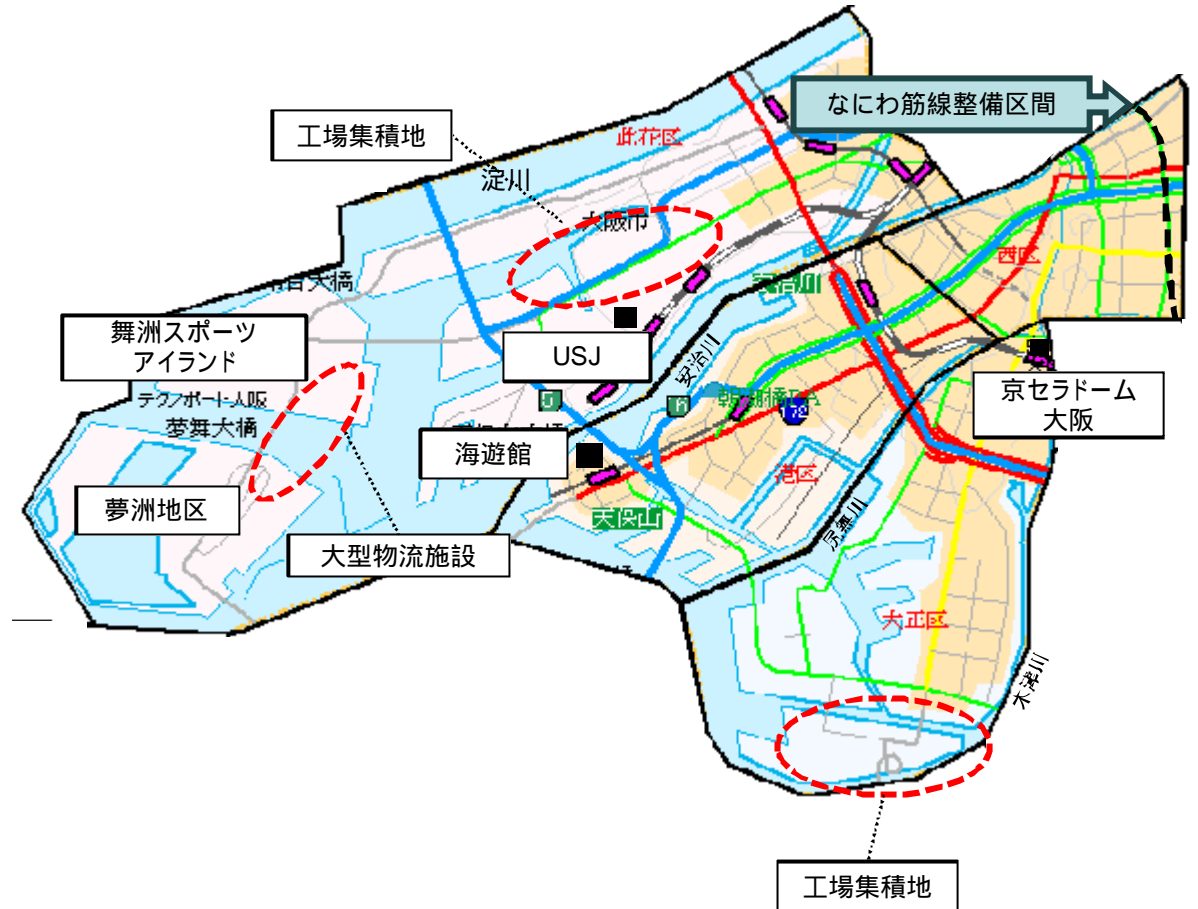 なにわ筋線整備区間
工場集積地
此花区
淀川
大阪市
西区
安治川
舞洲スポーツ
アイランド
USJ
安治川
京セラドーム
大阪
テクノポート大阪
夢舞大橋
海遊館
港区
夢洲地区
天保山
尻無川
大型物流施設
大正区
木津川
工場集積地